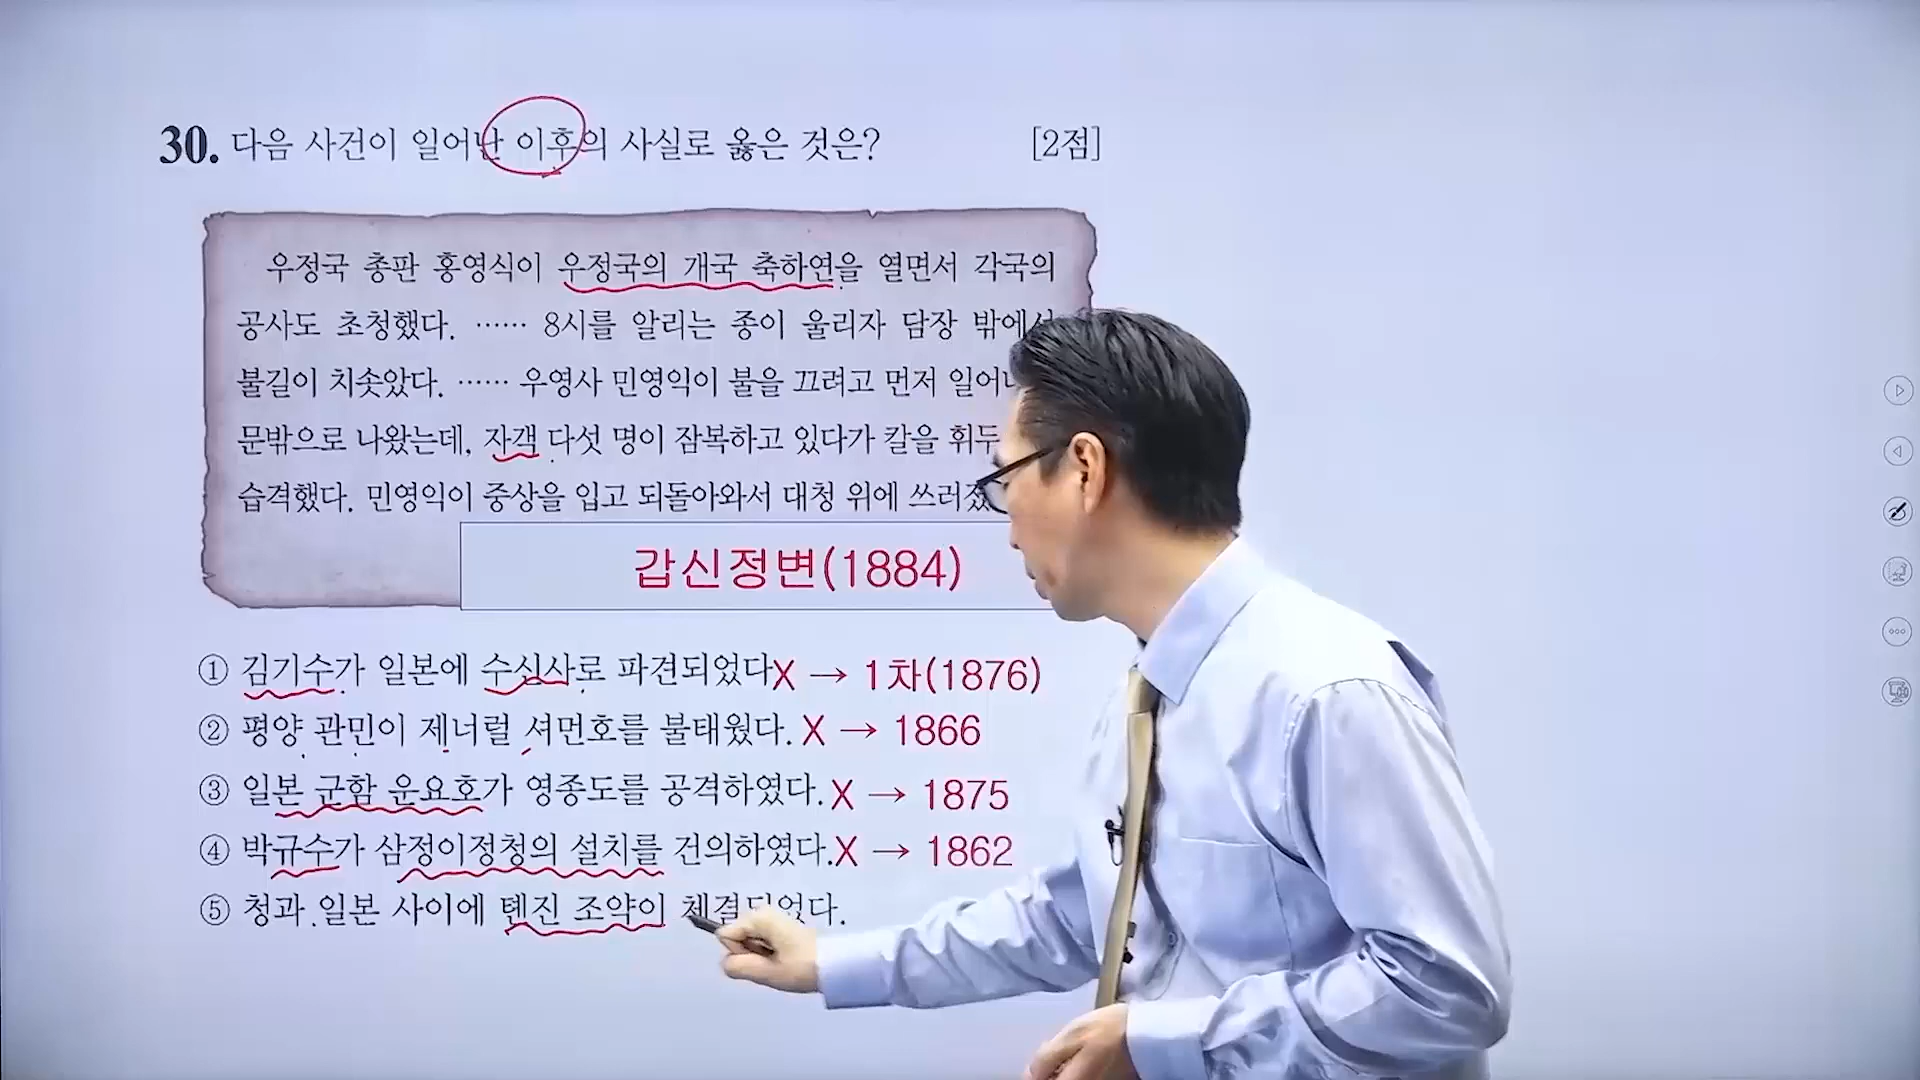 30. 다음 사건이 일어난 이후의 사실로 옳은 것은? [2점]
우정국 총판 홍영식이 우정국의 개국 축하연을 열면서 각국의
공사도 초청했다. …… 8시를 알리는 종이 울리자 담장 밖에서
불길이 치솟았다. …… 우영사 민영익이 불을 끄려고 먼저 일어나
문밖으로 나왔는데, 자객 다섯 명이 잠복하고 있다가 칼을 휘두
습격했다. 민영익이 중상을 입고 되돌아와서 대청 위에 쓰러졌
갑신정변(1884)
① 김기수가 일본에 수신사로 파견되었다X → 1차(1876)
② 평양 관민이 제너럴 셔먼호를 불태웠다. X → 1866
③ 일본 군함 운요호가 영종도를 공격하였다. X → 1875
④ 박규수가 삼정이정청의 설치를 건의하였다.X → 1862
⑤ 청과 일본 사이에 톈진 조약이 체결되었다.